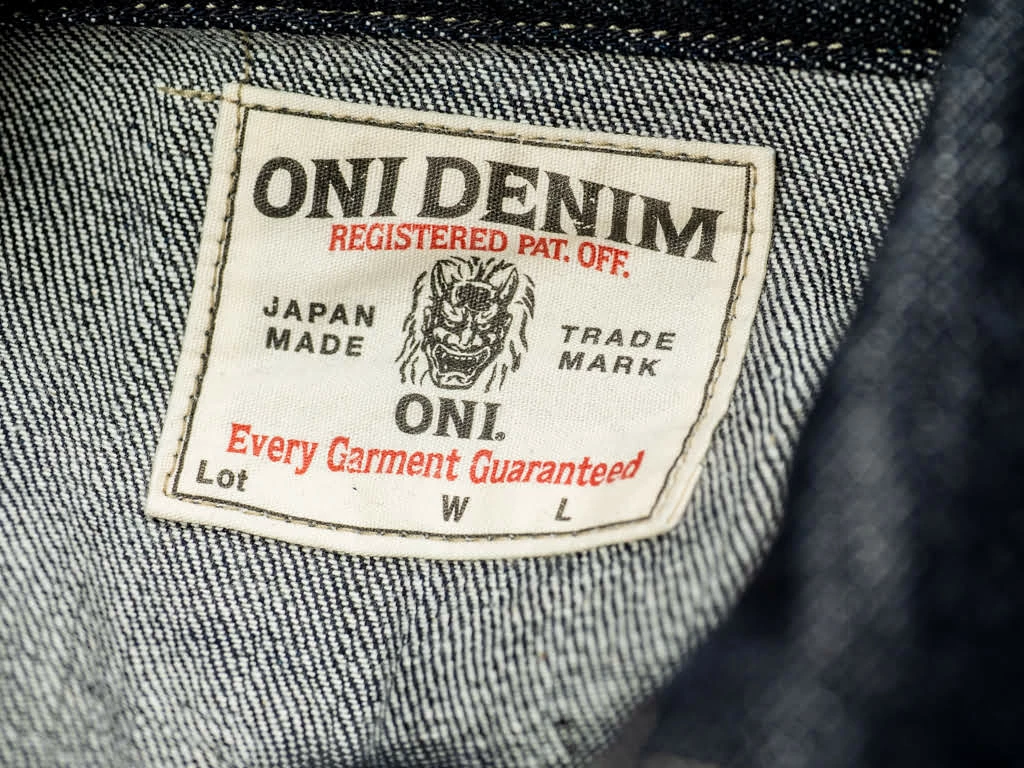 ONI DENIM
REGISTERED PAT. OFF.
JAPAN MADE
TRADE MARK
ONI.
Every Garment Guaranteed
Lot W L